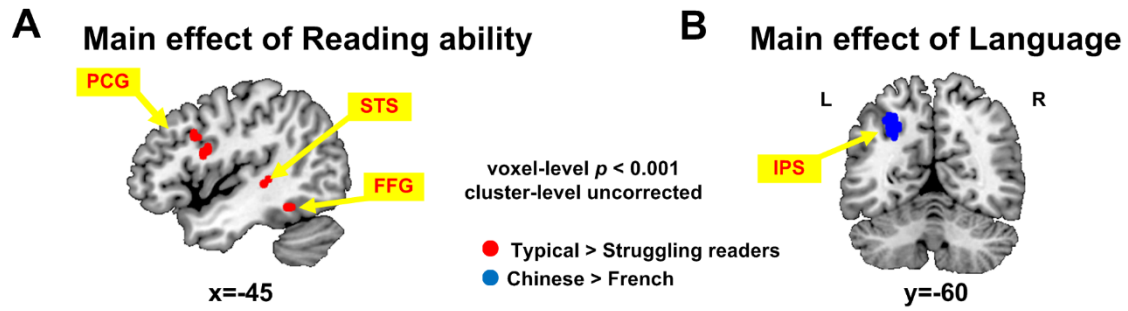 A
Main effect of Reading ability
PCG
STS
FFG
x=-45
voxel-level p < 0.001
cluster-level uncorrected
Typical > Struggling readers
Chinese > French
B
Main effect of Language
L
R
IPS
y=-60